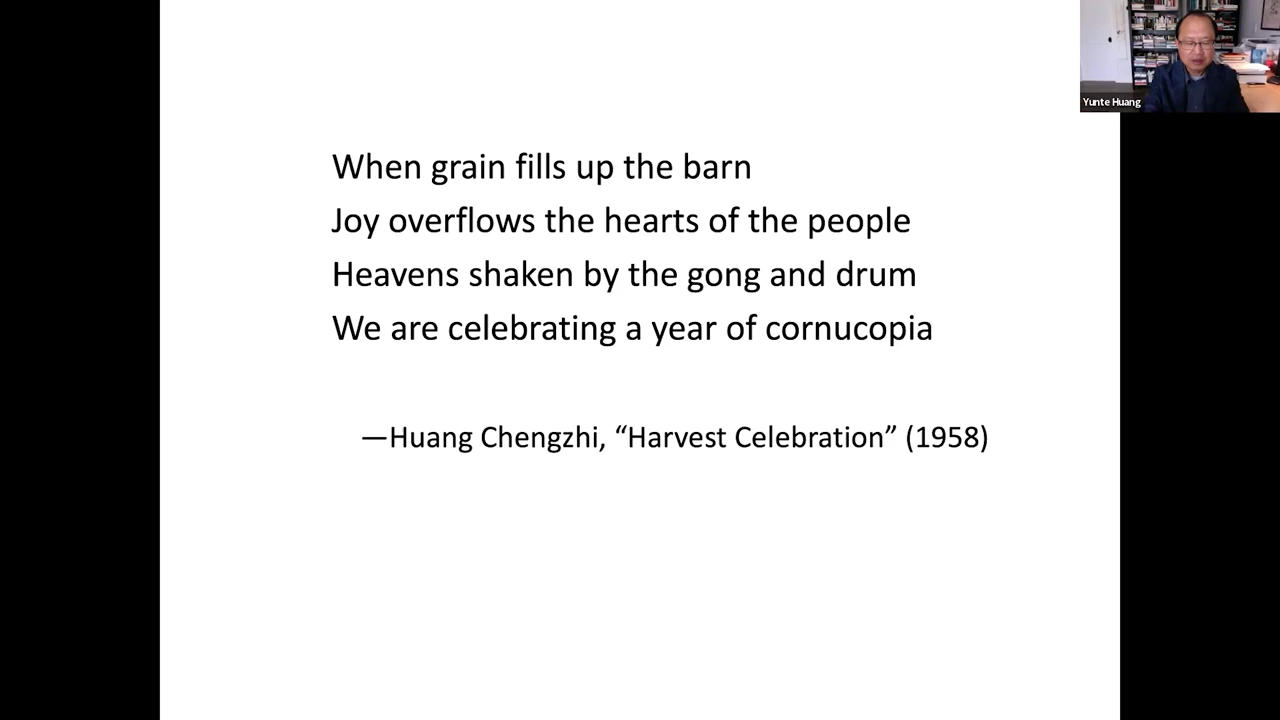 When grain fills up the barn
Joy overflows the hearts of the people
Heavens shaken by the gong and drum
We are celebrating a year of cornucopia
—Huang Chengzhi, “Harvest Celebration” (1958)
Yunte Huang